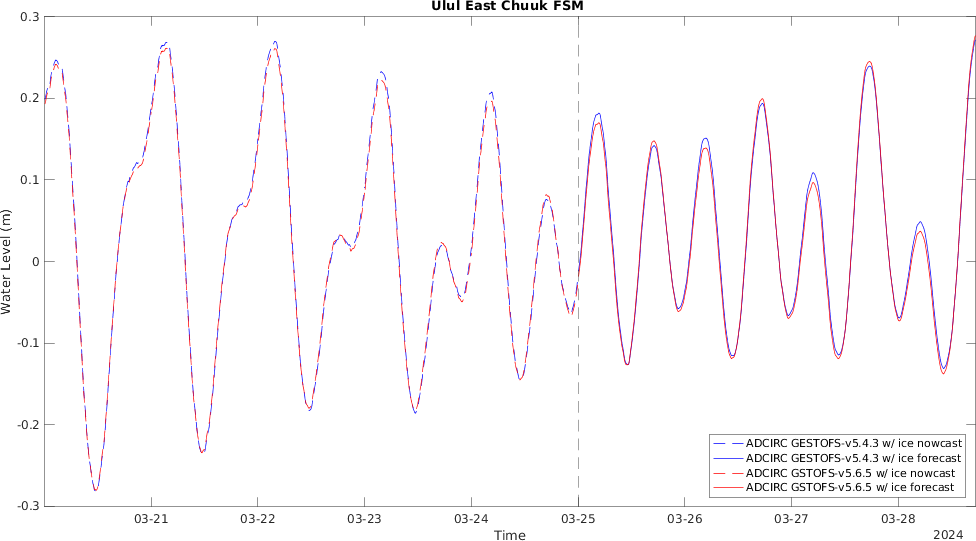 Ulul East Chuuk FSM
0.3
0.2
0.1
0
-0.1
-0.2
-0.3
Water Level (m)
03-21
03-22
03-23
03-24
03-25
03-26
03-27
03-28
Time
2024
ADCIRC GESTOFS-v5.4.3 w/ ice nowcast
ADCIRC GESTOFS-v5.4.3 w/ ice forecast
ADCIRC GSTOFS-v5.6.5 w/ ice nowcast
ADCIRC GSTOFS-v5.6.5 w/ ice forecast